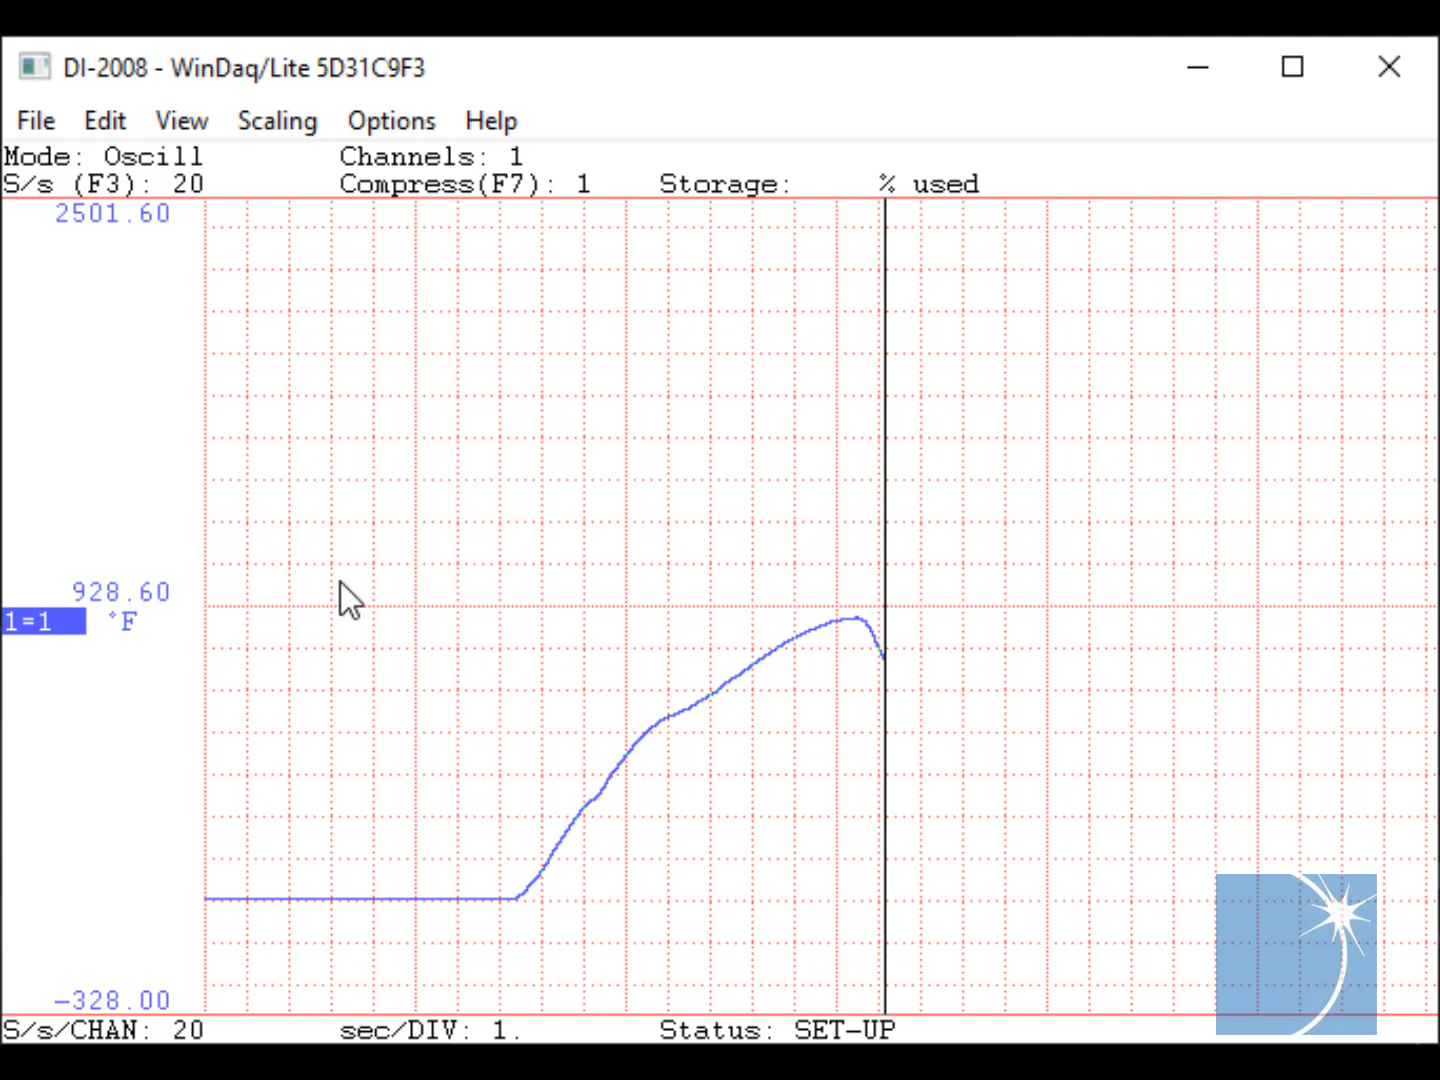 DI-2008 - WinDaq/Lite 5D31C9F3
File Edit View Scaling Options Help
Mode: Oscill Channels: 1
S/s (F3): 20 Compress(F7): 1 Storage: % used
2501.60
928.60
1=1 °F
-328.00
S/s/CHAN: 20 sec/DIV: 1. Status: SET-UP